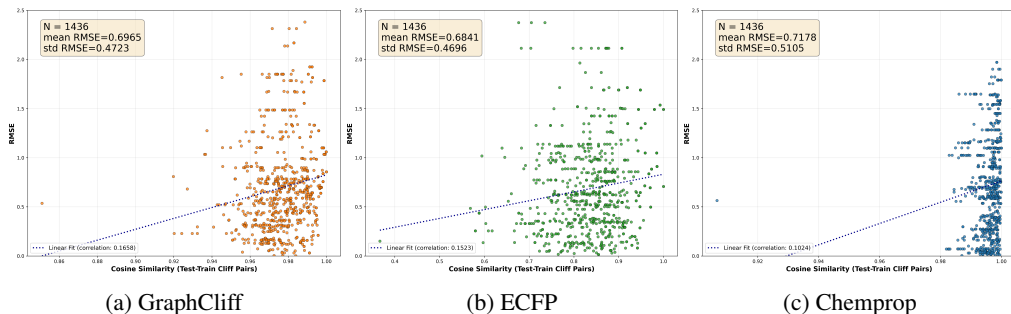 N = 1436
mean RMSE=0.6965
std RMSE=0.4723
2.5
2.0
1.5
1.0
0.5
0.0
RMSE
Linear Fit (correlation: 0.1658)
0.86 0.88 0.90 0.92 0.94 0.96 0.98 1.00
Cosine Similarity (Test-Train Cliff Pairs)
(a) GraphCliff
N = 1436
mean RMSE=0.6841
std RMSE=0.4696
2.5
2.0
1.5
1.0
0.5
0.0
RMSE
Linear Fit (correlation: 0.1523)
0.4 0.5 0.6 0.7 0.8 0.9 1.0
Cosine Similarity (Test-Train Cliff Pairs)
(b) ECFP
N = 1436
mean RMSE=0.7178
std RMSE=0.5105
2.5
2.0
1.5
1.0
0.5
0.0
RMSE
Linear Fit (correlation: 0.1024)
0.92 0.94 0.96 0.98 1.00
Cosine Similarity (Test-Train Cliff Pairs)
(c) Chemprop